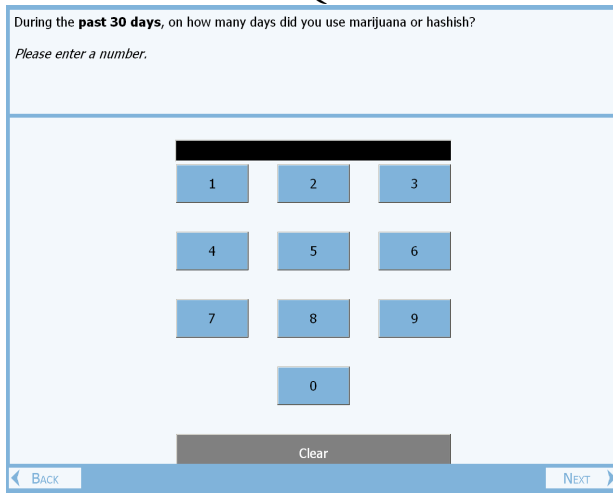 During the past 30 days, on how many days did you use marijuana or hashish?
Please enter a number.
1 2 3
4 5 6
7 8 9
0
Clear
BACK NEXT